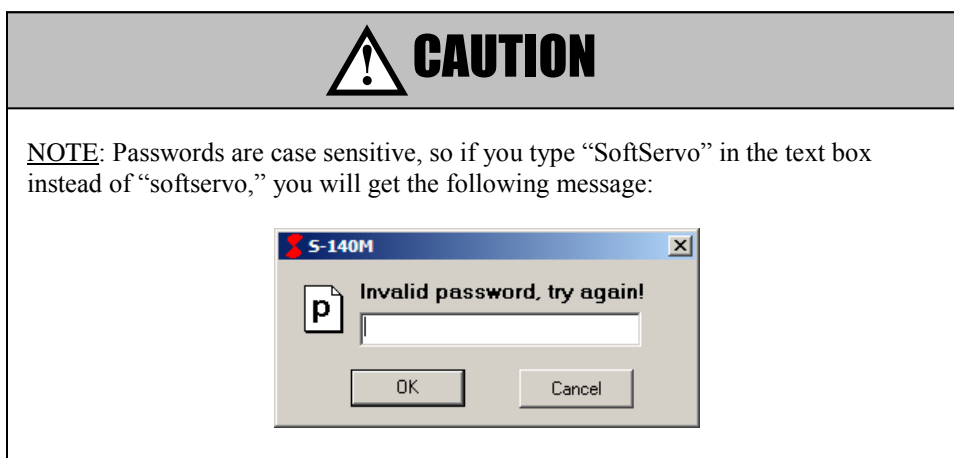 CAUTION
NOTE: Passwords are case sensitive, so if you type “SoftServo” in the text box
instead of “softservo,” you will get the following message:
S-140M
Invalid password, try again!
p
OK
Cancel